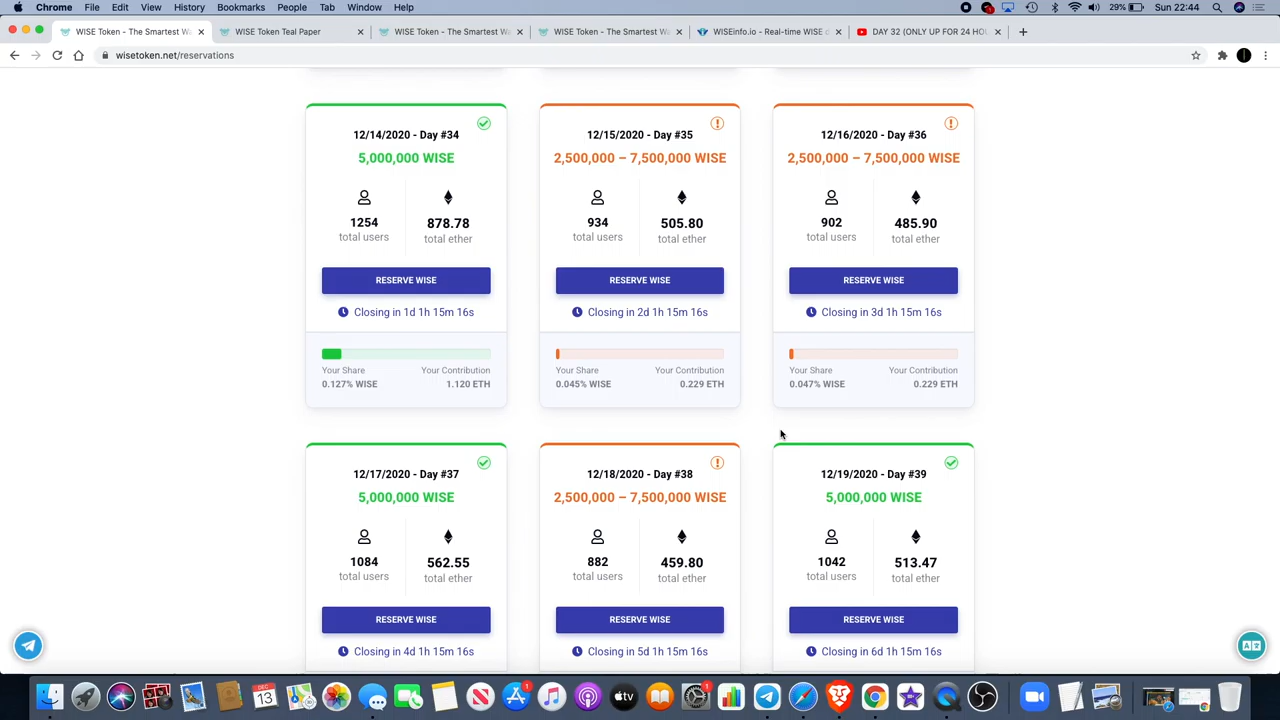 Chrome File Edit View History Bookmarks People Tab Window Help 29% Sun 22:44
WISE Token - The Smartest Wa WISE Token Teal Paper WISE Token - The Smartest Wa WISE Token - The Smartest Wa WISEinfo.io - Real-time WISE DAY 32 (ONLY UP FOR 24 HOU
wisetoken.net/reservations
12/14/2020 - Day #34 12/15/2020 - Day #35 12/16/2020 - Day #36
5,000,000 WISE 2,500,000 – 7,500,000 WISE 2,500,000 – 7,500,000 WISE
1254 878.78 934 505.80 902 485.90
total users total ether total users total ether total users total ether
RESERVE WISE RESERVE WISE RESERVE WISE
Closing in 1d 1h 15m 16s Closing in 2d 1h 15m 16s Closing in 3d 1h 15m 16s
Your Share Your Contribution Your Share Your Contribution Your Share Your Contribution
0.127% WISE 1.120 ETH 0.045% WISE 0.229 ETH 0.047% WISE 0.229 ETH
12/17/2020 - Day #37 12/18/2020 - Day #38 12/19/2020 - Day #39
5,000,000 WISE 2,500,000 – 7,500,000 WISE 5,000,000 WISE
1084 562.55 882 459.80 1042 513.47
total users total ether total users total ether total users total ether
RESERVE WISE RESERVE WISE RESERVE WISE
Closing in 4d 1h 15m 16s Closing in 5d 1h 15m 16s Closing in 6d 1h 15m 16s
DEC
13
tv
1
1